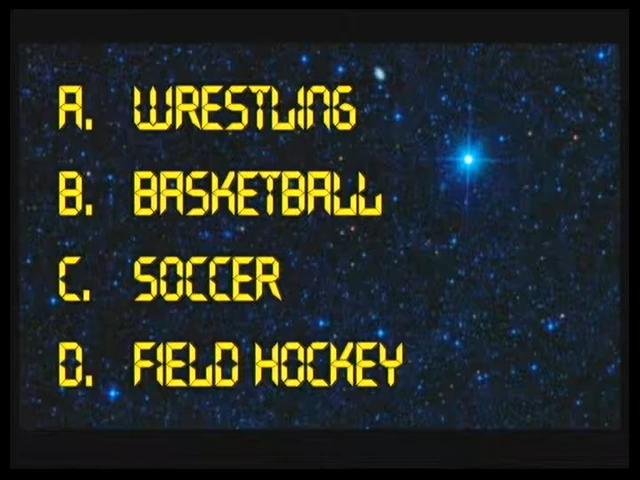 A. WRESTLING
B. BASKETBALL
C. SOCCER
D. FIELD HOCKEY